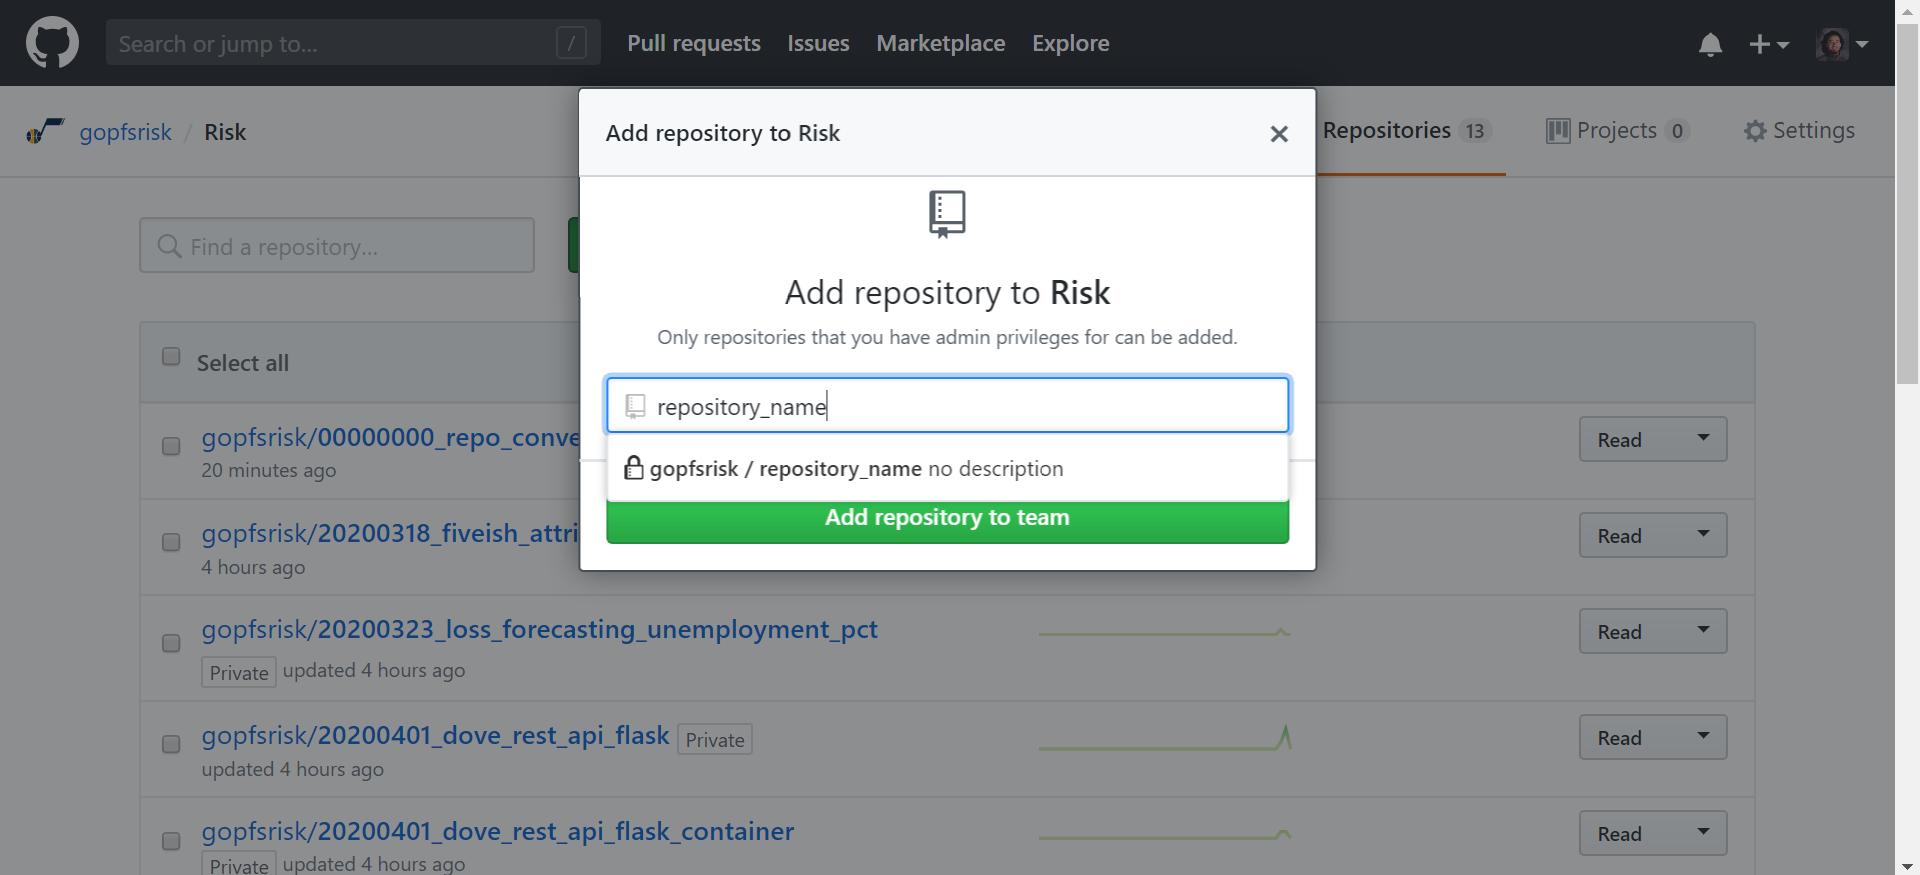 Search or jump to... /
Pull requests Issues Marketplace Explore
gopfsrisk / Risk
Repositories 13 Projects 0 Settings
Add repository to Risk
Find a repository...
Add repository to Risk
Only repositories that you have admin privileges for can be added.
repository_name
gopfsrisk / repository_name no description
Add repository to team
Select all
gopfsrisk/00000000_repo_conve
20 minutes ago
Read
gopfsrisk/20200318_fiveish_attri
4 hours ago
Read
gopfsrisk/20200323_loss_forecasting_unemployment_pct
Private updated 4 hours ago
Read
gopfsrisk/20200401_dove_rest_api_flask Private
updated 4 hours ago
Read
gopfsrisk/20200401_dove_rest_api_flask_container
Private updated 4 hours ago
Read